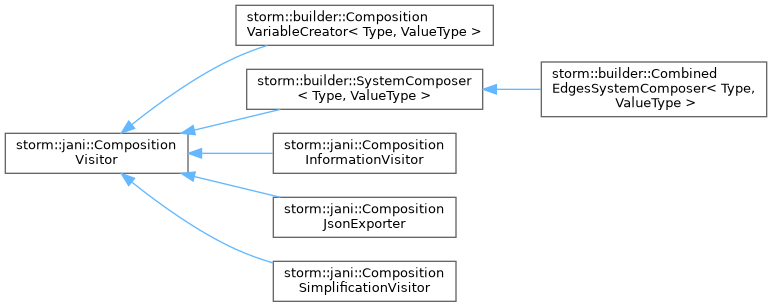 storm::builder::Composition
VariableCreator< Type, ValueType >
storm::builder::SystemComposer
< Type, ValueType >
storm::builder::Combined
EdgesSystemComposer< Type,
ValueType >
storm::jani::Composition
Visitor
storm::jani::Composition
InformationVisitor
storm::jani::Composition
JsonExporter
storm::jani::Composition
SimplificationVisitor